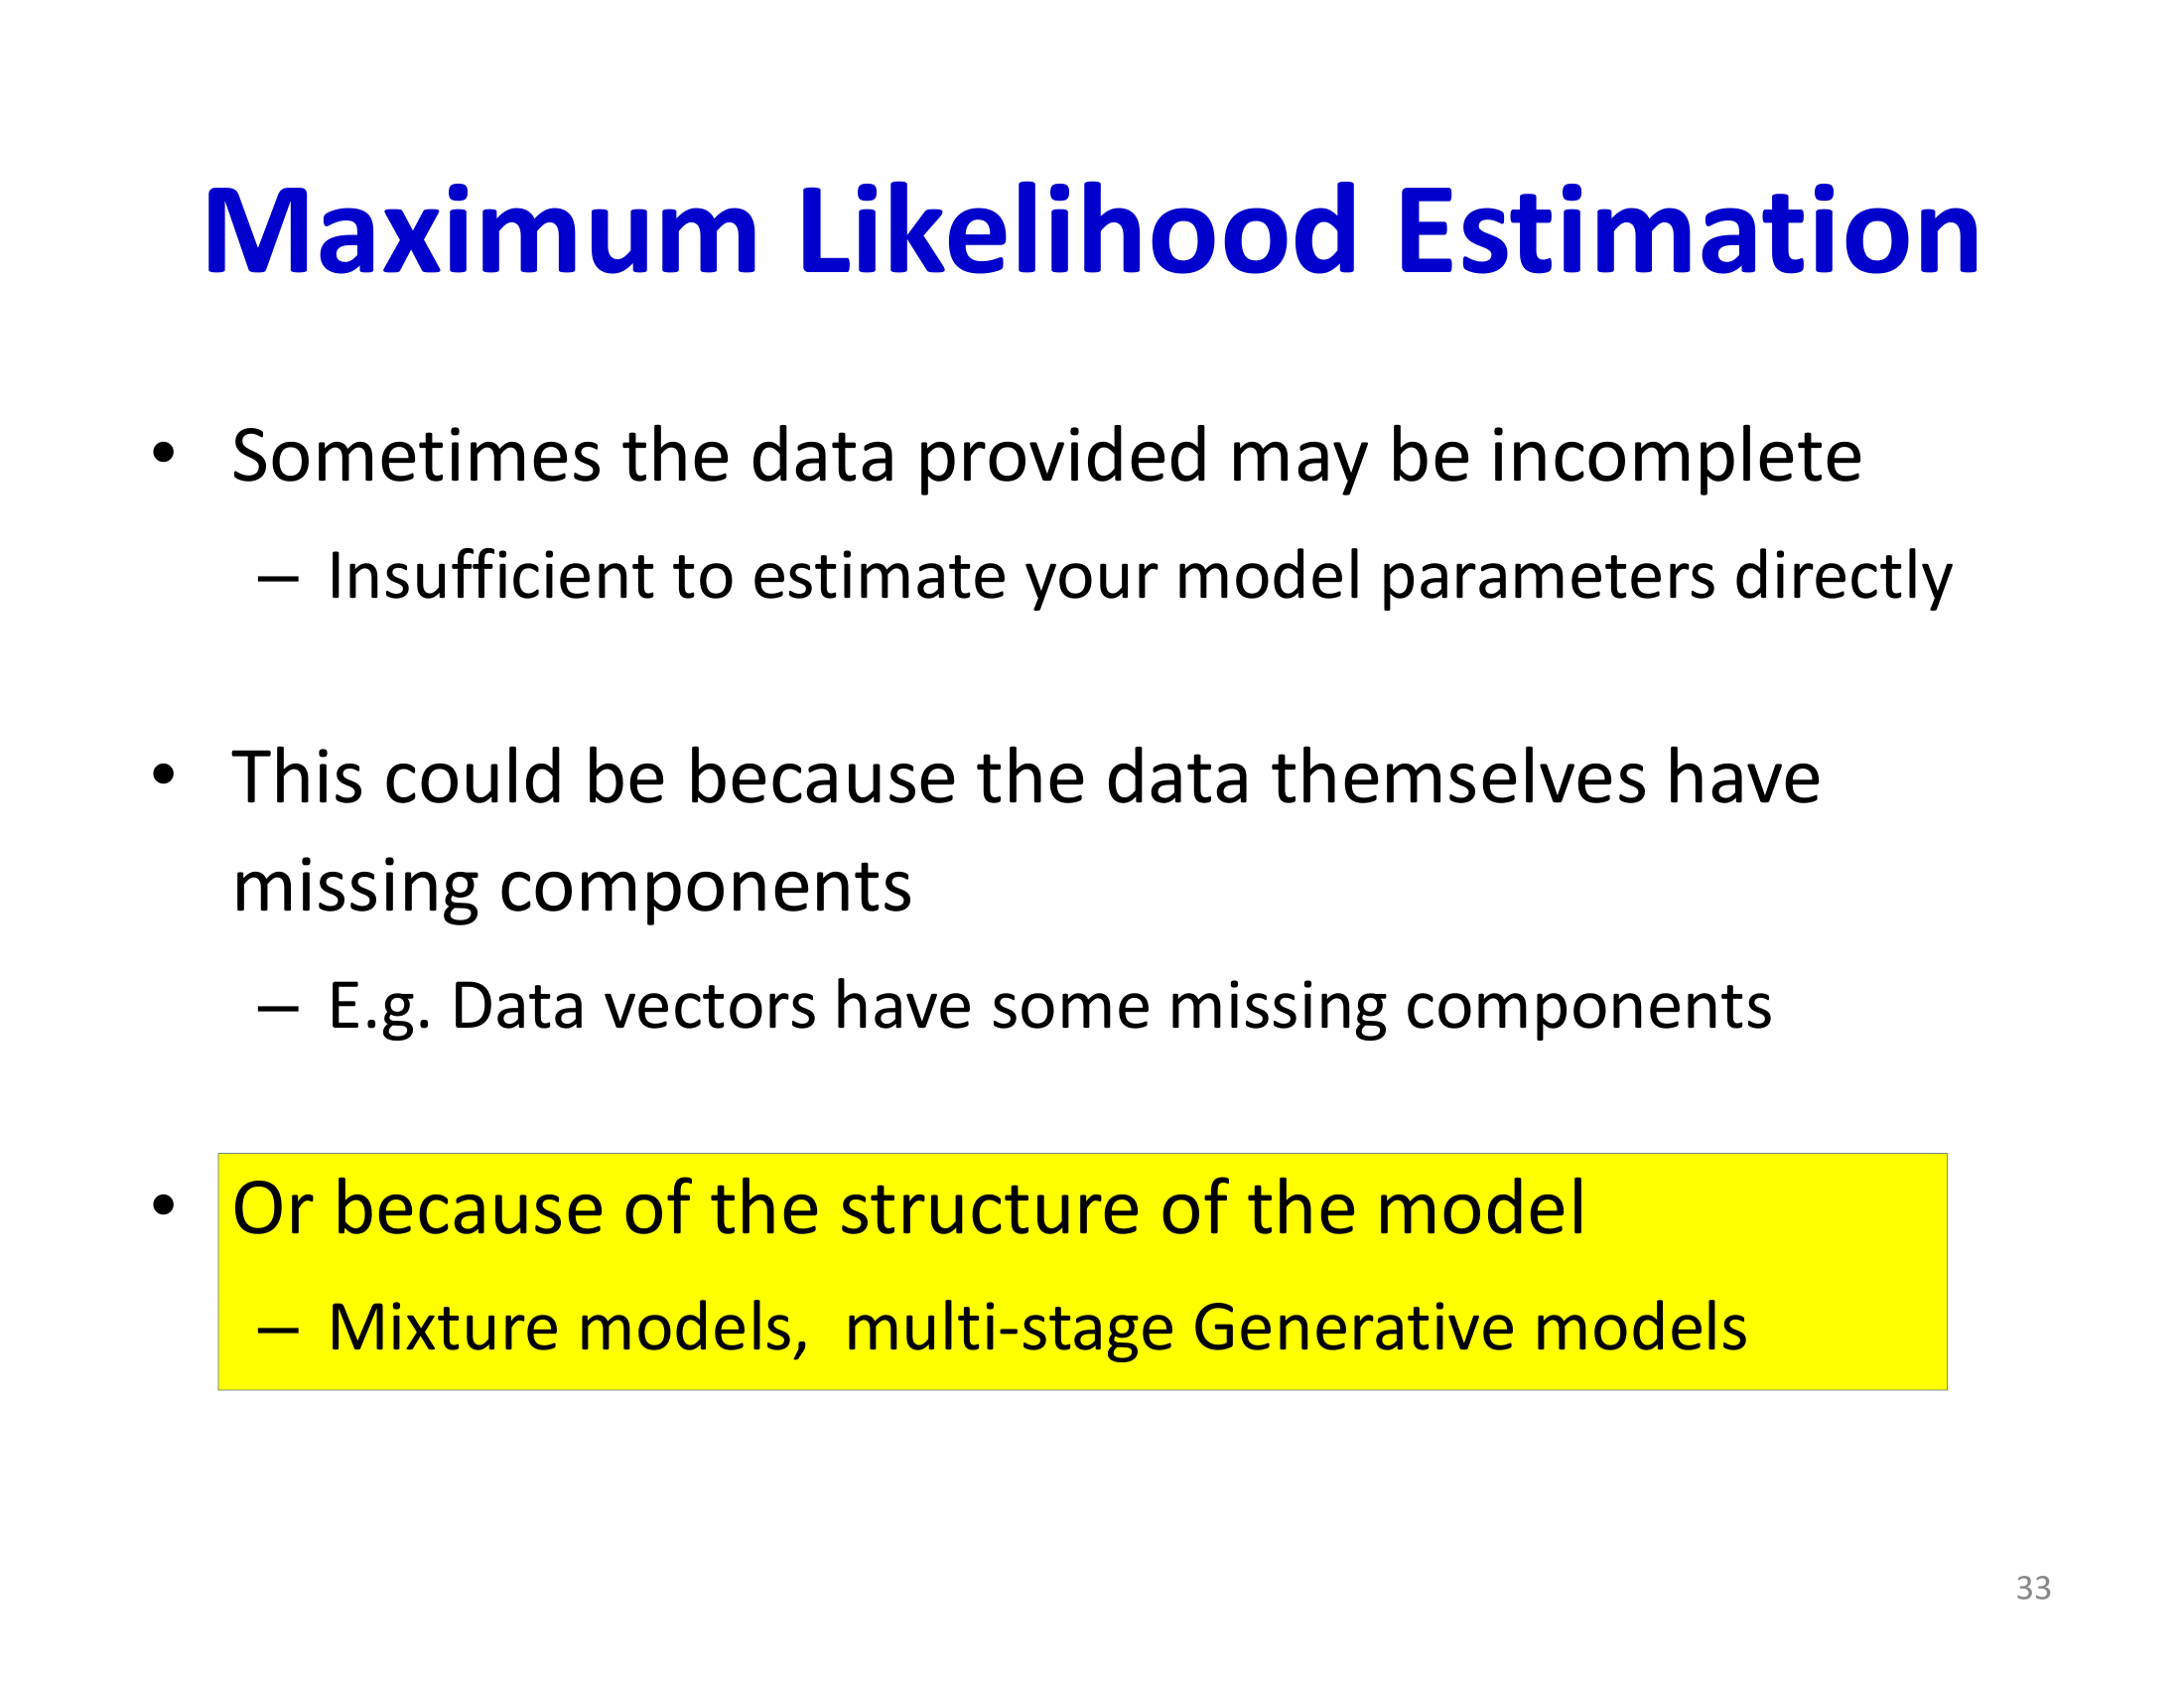 Maximum Likelihood Estimation
• Sometimes the data provided may be incomplete
– Insufficient to estimate your model parameters directly
• This could be because the data themselves have
missing components
– E.g. Data vectors have some missing components
• Or because of the structure of the model
– Mixture models, multi-stage Generative models
33